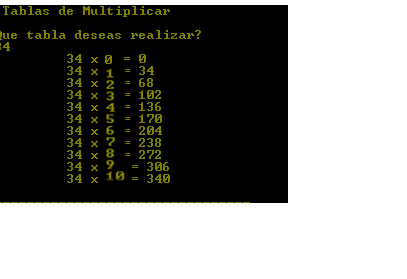 Tablas de Multiplicar
Que tabla deseas realizar?
34
34 x 0 = 0
34 x 1 = 34
34 x 2 = 68
34 x 3 = 102
34 x 4 = 136
34 x 5 = 170
34 x 6 = 204
34 x 7 = 238
34 x 8 = 272
34 x 9 = 306
34 x 10 = 340